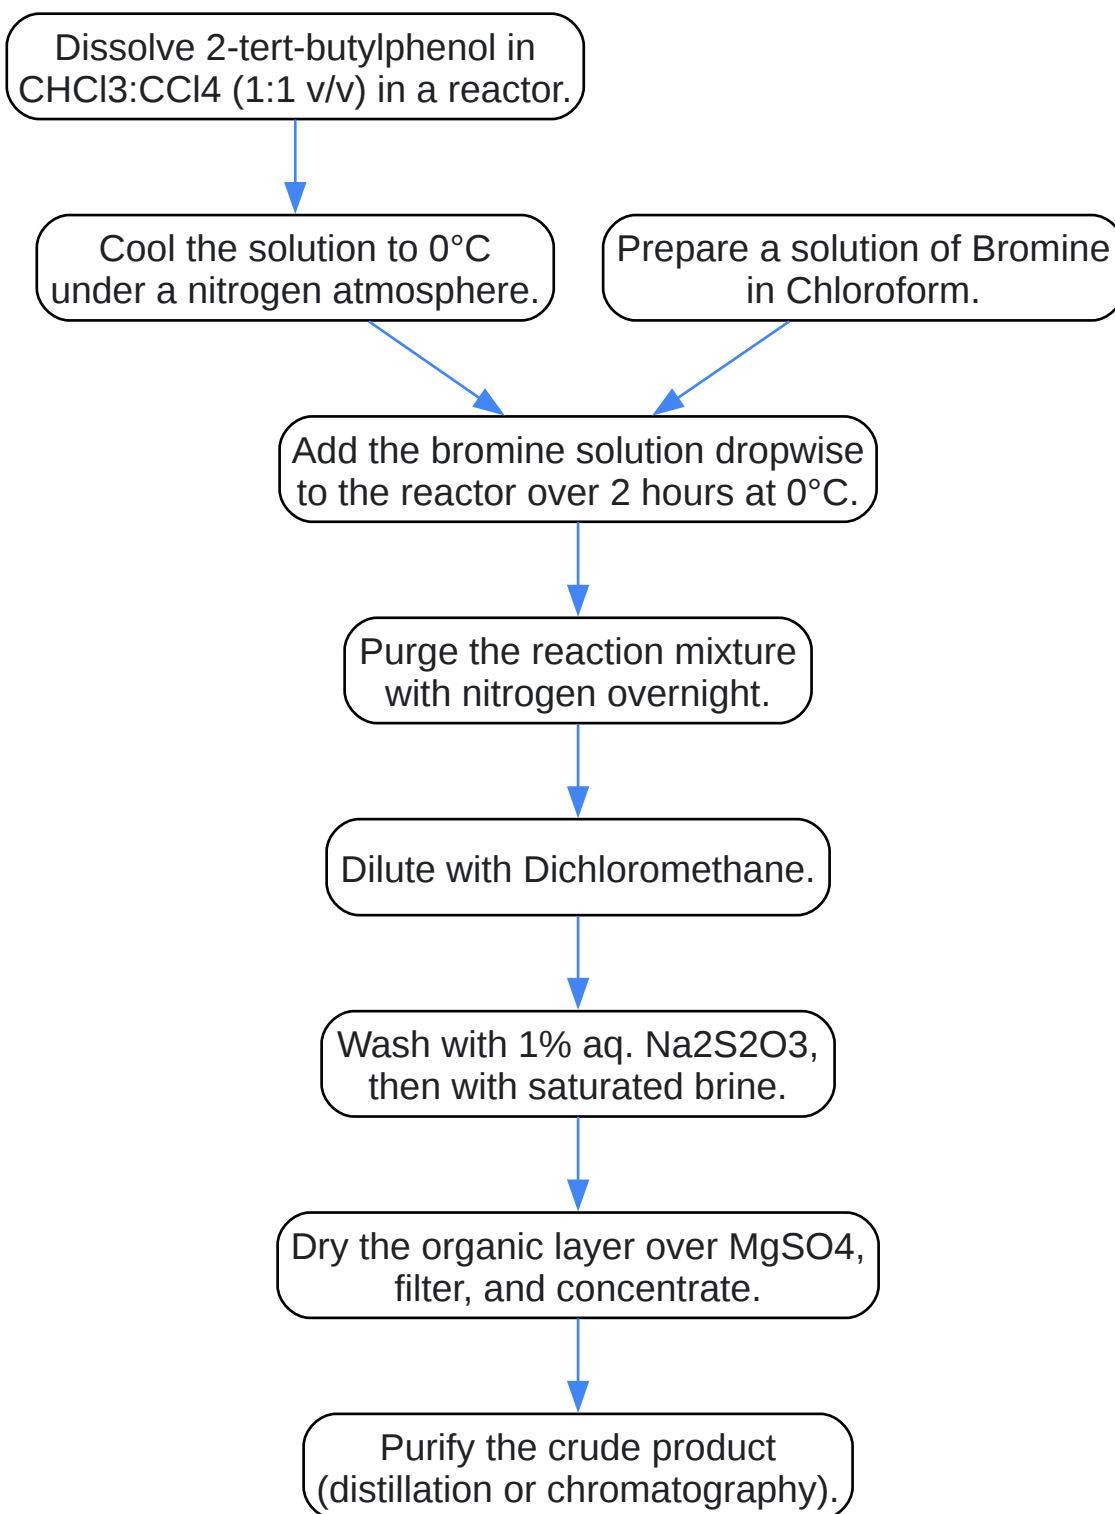 Dissolve 2-tert-butylphenol in
CHCl3:CCl4 (1:1 v/v) in a reactor.
Cool the solution to 0°C
under a nitrogen atmosphere.
Prepare a solution of Bromine
in Chloroform.
Add the bromine solution dropwise
to the reactor over 2 hours at 0°C.
Purge the reaction mixture
with nitrogen overnight.
Dilute with Dichloromethane.
Wash with 1% aq. Na2S2O3,
then with saturated brine.
Dry the organic layer over MgSO4,
filter, and concentrate.
Purify the crude product
(distillation or chromatography).